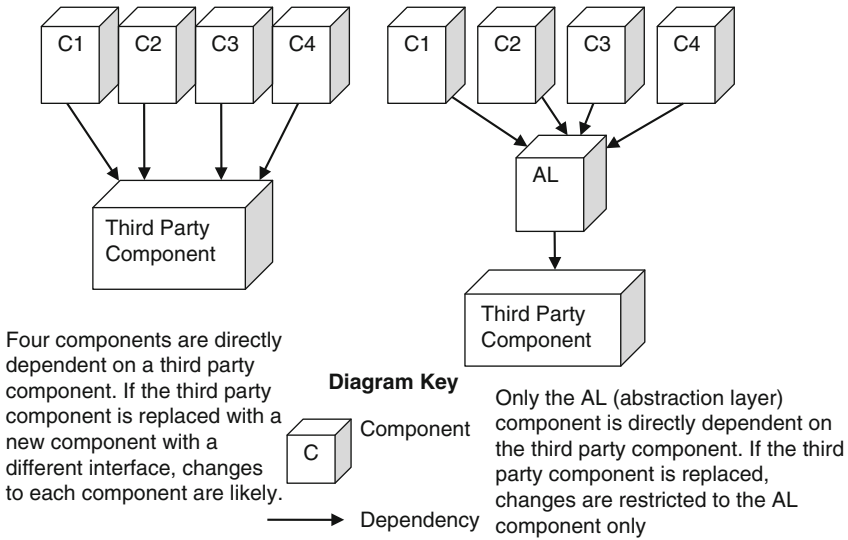 C1
C2
C3
C4
Third Party
Component
C1
C2
C3
C4
AL
Third Party
Component
Four components are directly
dependent on a third party
component. If the third party
component is replaced with a
new component with a
different interface, changes
to each component are likely.
Diagram Key
C
Component
Dependency
Only the AL (abstraction layer)
component is directly dependent on
the third party component. If the third
party component is replaced,
changes are restricted to the AL
component only